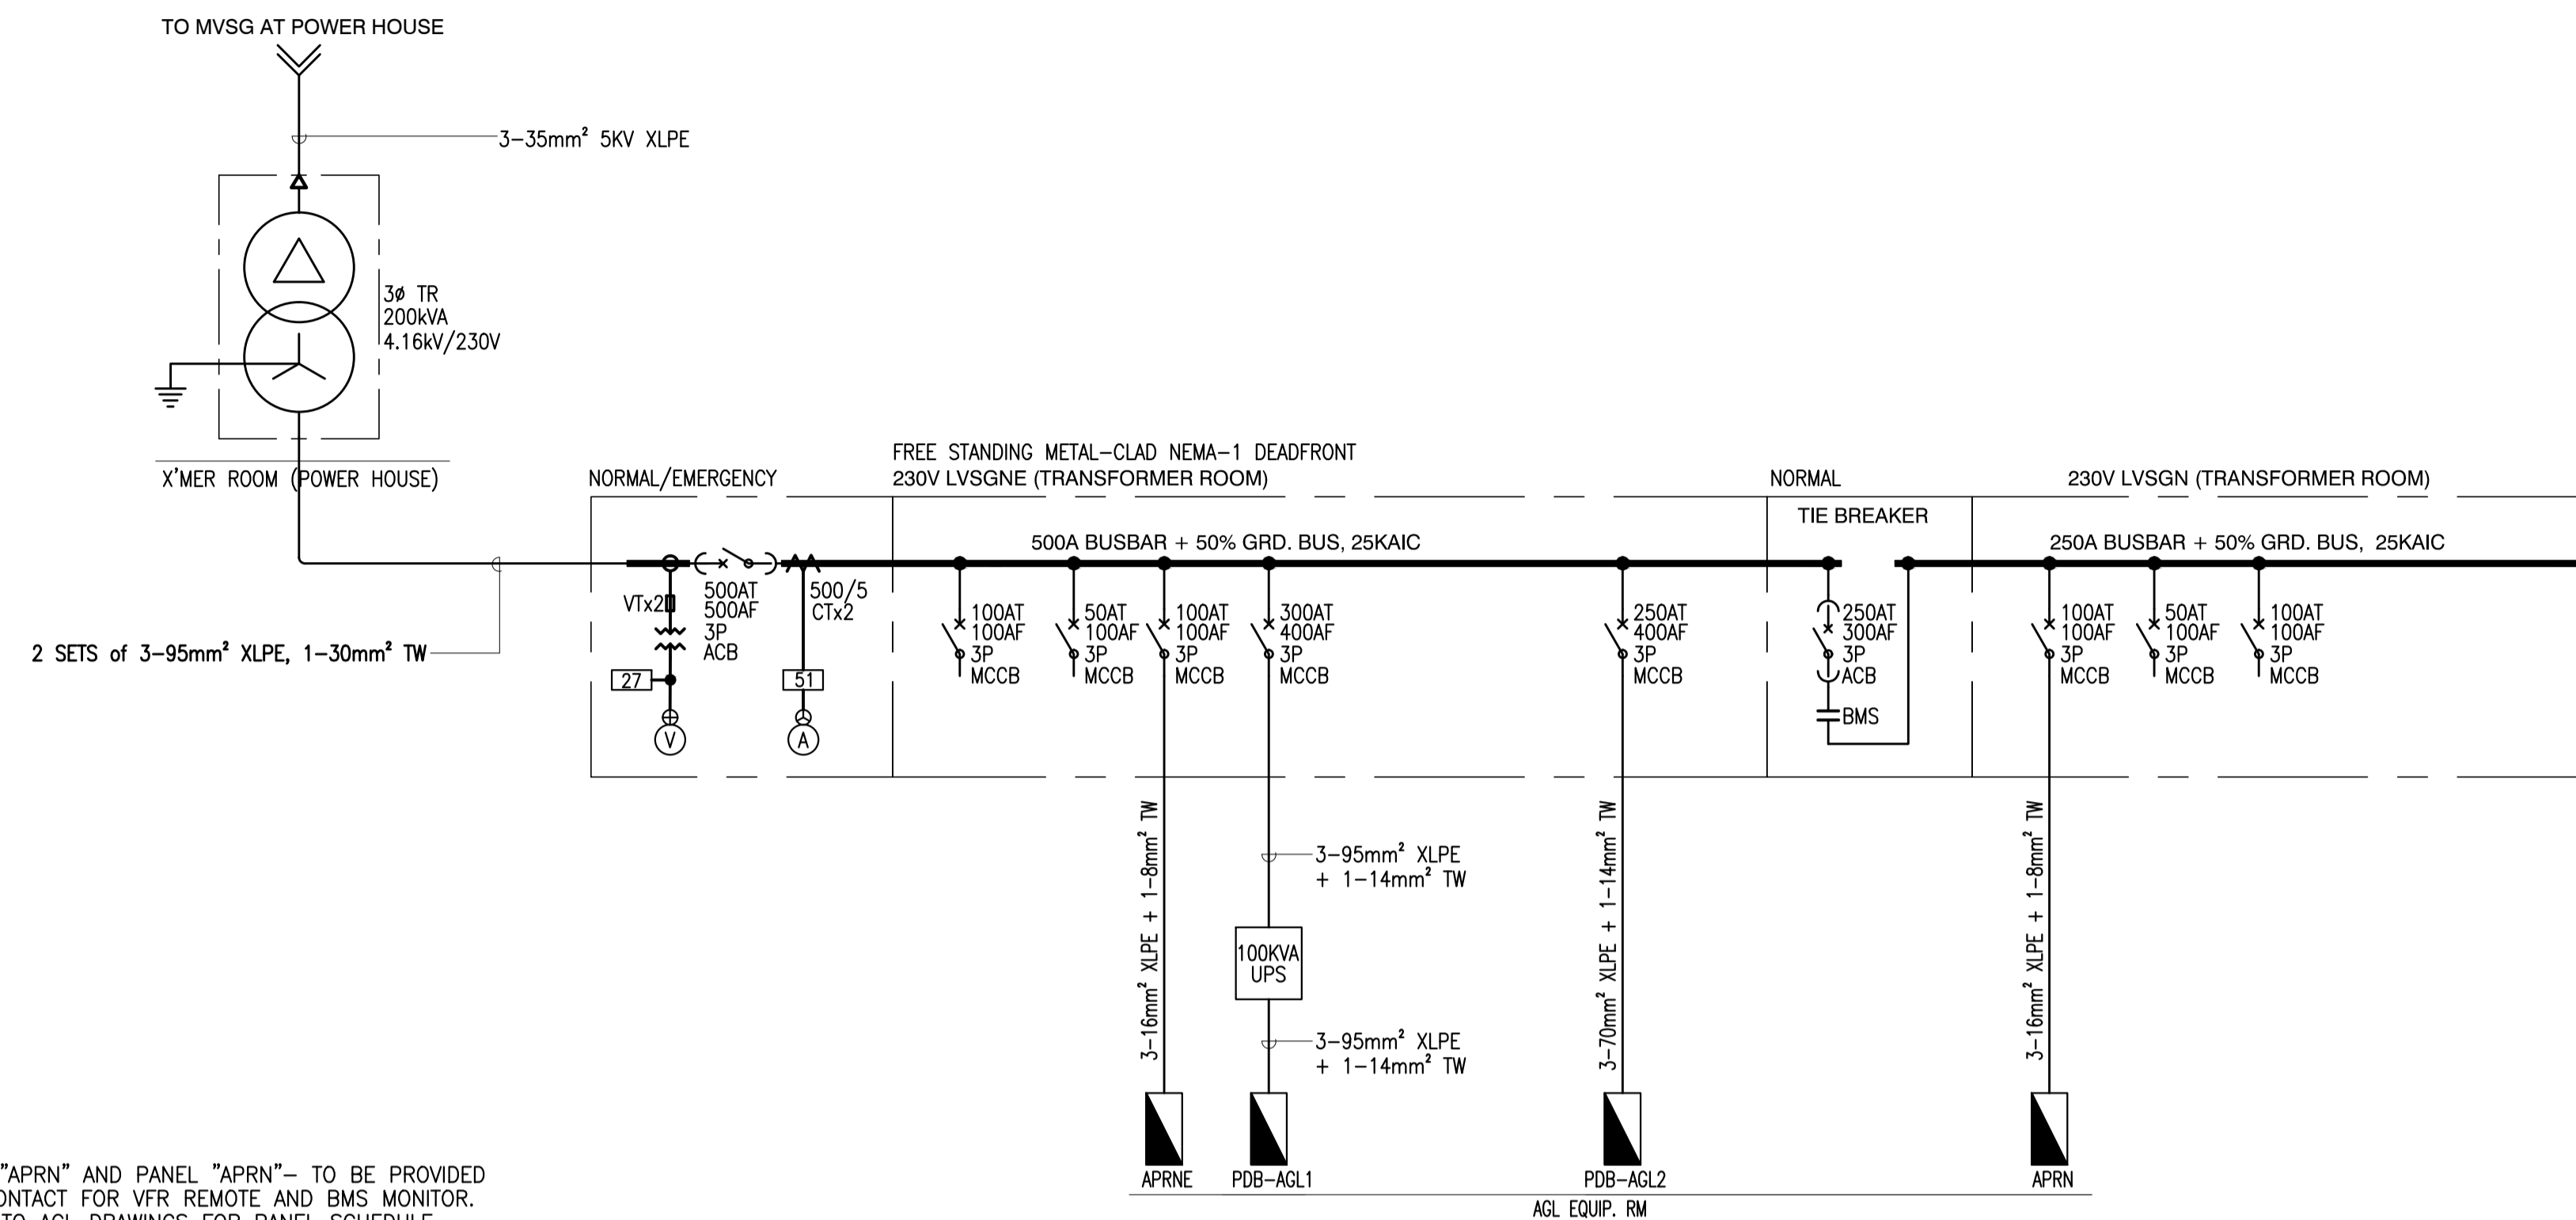 TO MVSG AT POWER HOUSE
3-35mm² 5KV XLPE
3ø TR
200kVA
4.16kV/230V
X'MER ROOM (POWER HOUSE)
2 SETS of 3-95mm² XLPE, 1-30mm² TW
NORMAL/EMERGENCY
FREE STANDING METAL-CLAD NEMA-1 DEADFRONT
230V LVSGNE (TRANSFORMER ROOM)
NORMAL
TIE BREAKER
230V LVSGN (TRANSFORMER ROOM)
500A BUSBAR + 50% GRD. BUS, 25KAIC
250A BUSBAR + 50% GRD. BUS, 25KAIC
VTx2
500AT
500AF
3P
ACB
500/5
CTx2
27
51
V
A
100AT
100AF
3P
MCCB
50AT
100AF
3P
MCCB
100AT
100AF
3P
MCCB
300AT
400AF
3P
MCCB
250AT
400AF
3P
MCCB
250AT
300AF
3P
ACB
BMS
100AT
100AF
3P
MCCB
50AT
100AF
3P
MCCB
100AT
100AF
3P
MCCB
3-16mm² XLPE + 1-8mm² TW
3-95mm² XLPE
+ 1-14mm² TW
100KVA
UPS
3-95mm² XLPE
+ 1-14mm² TW
3-70mm² XLPE + 1-14mm² TW
3-16mm² XLPE + 1-8mm² TW
APRNE
PDB-AGL1
PDB-AGL2
APRN
AGL EQUIP. RM
"APRN" AND PANEL "APRN"- TO BE PROVIDED
ONTACT FOR VFR REMOTE AND BMS MONITOR.
TO AGL DRAWINGS FOR PANEL SCHEDULE